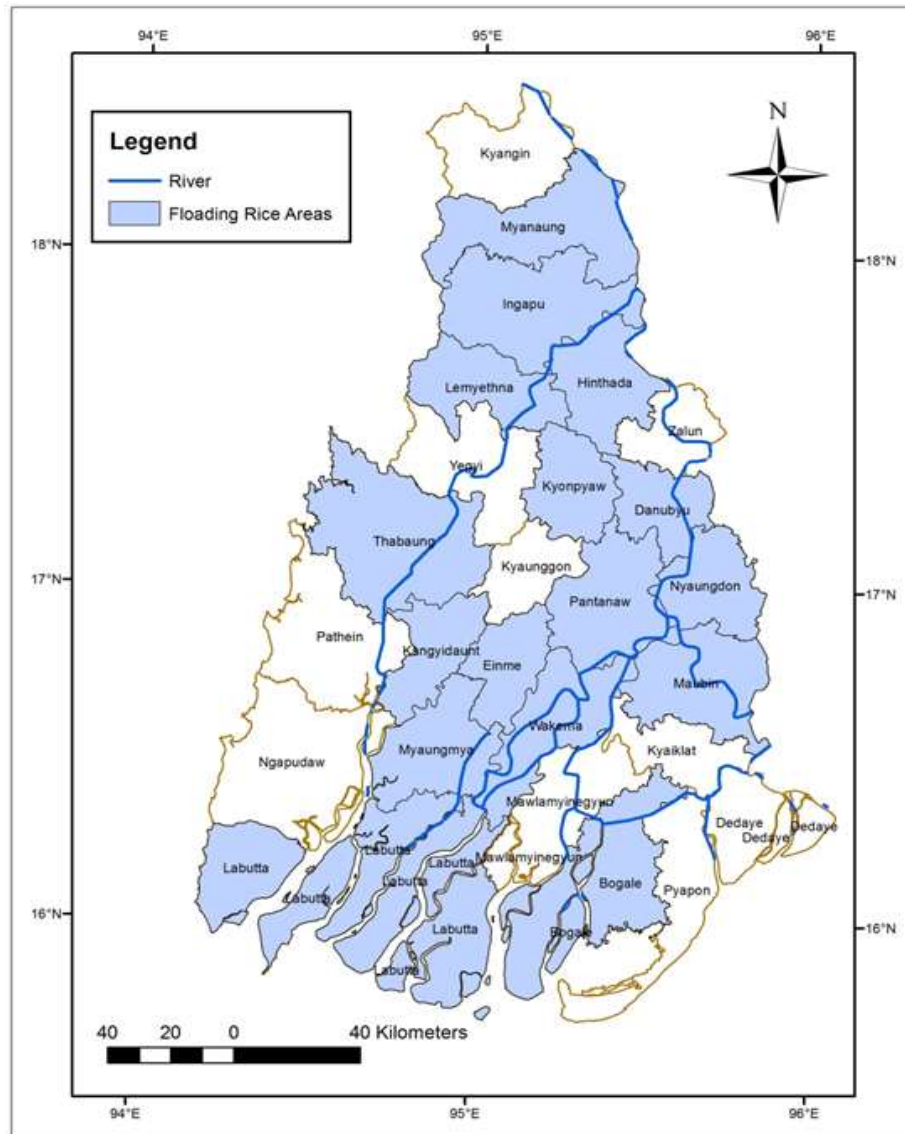 94°E 95°E 96°E
N
Legend
River
Floading Rice Areas
Kyangin
Myanaung
18°N 18°N
Ingapu
Lemyethna Hinthada
Zalun
Yegyi
Kyonpyaw
Danubyu
Thabaung
Kyaunggon
17°N Nyaungdon 17°N
Pantanaw
Pathein
Kangyidaunt
Einme
Maubin
Wakema
Myaungmya Kyaiklat
Ngapudaw
Mawlamyinegyun
Dedaye
Dedaye
Dedaye
Labutta
Mawlamyinegyun
Labutta
Labutta
Labutta Bogale
Pyapon
Labutta
16°N 16°N
Labutta
Bogale
Labutta
40 20 0 40 Kilometers
94°E 95°E 96°E